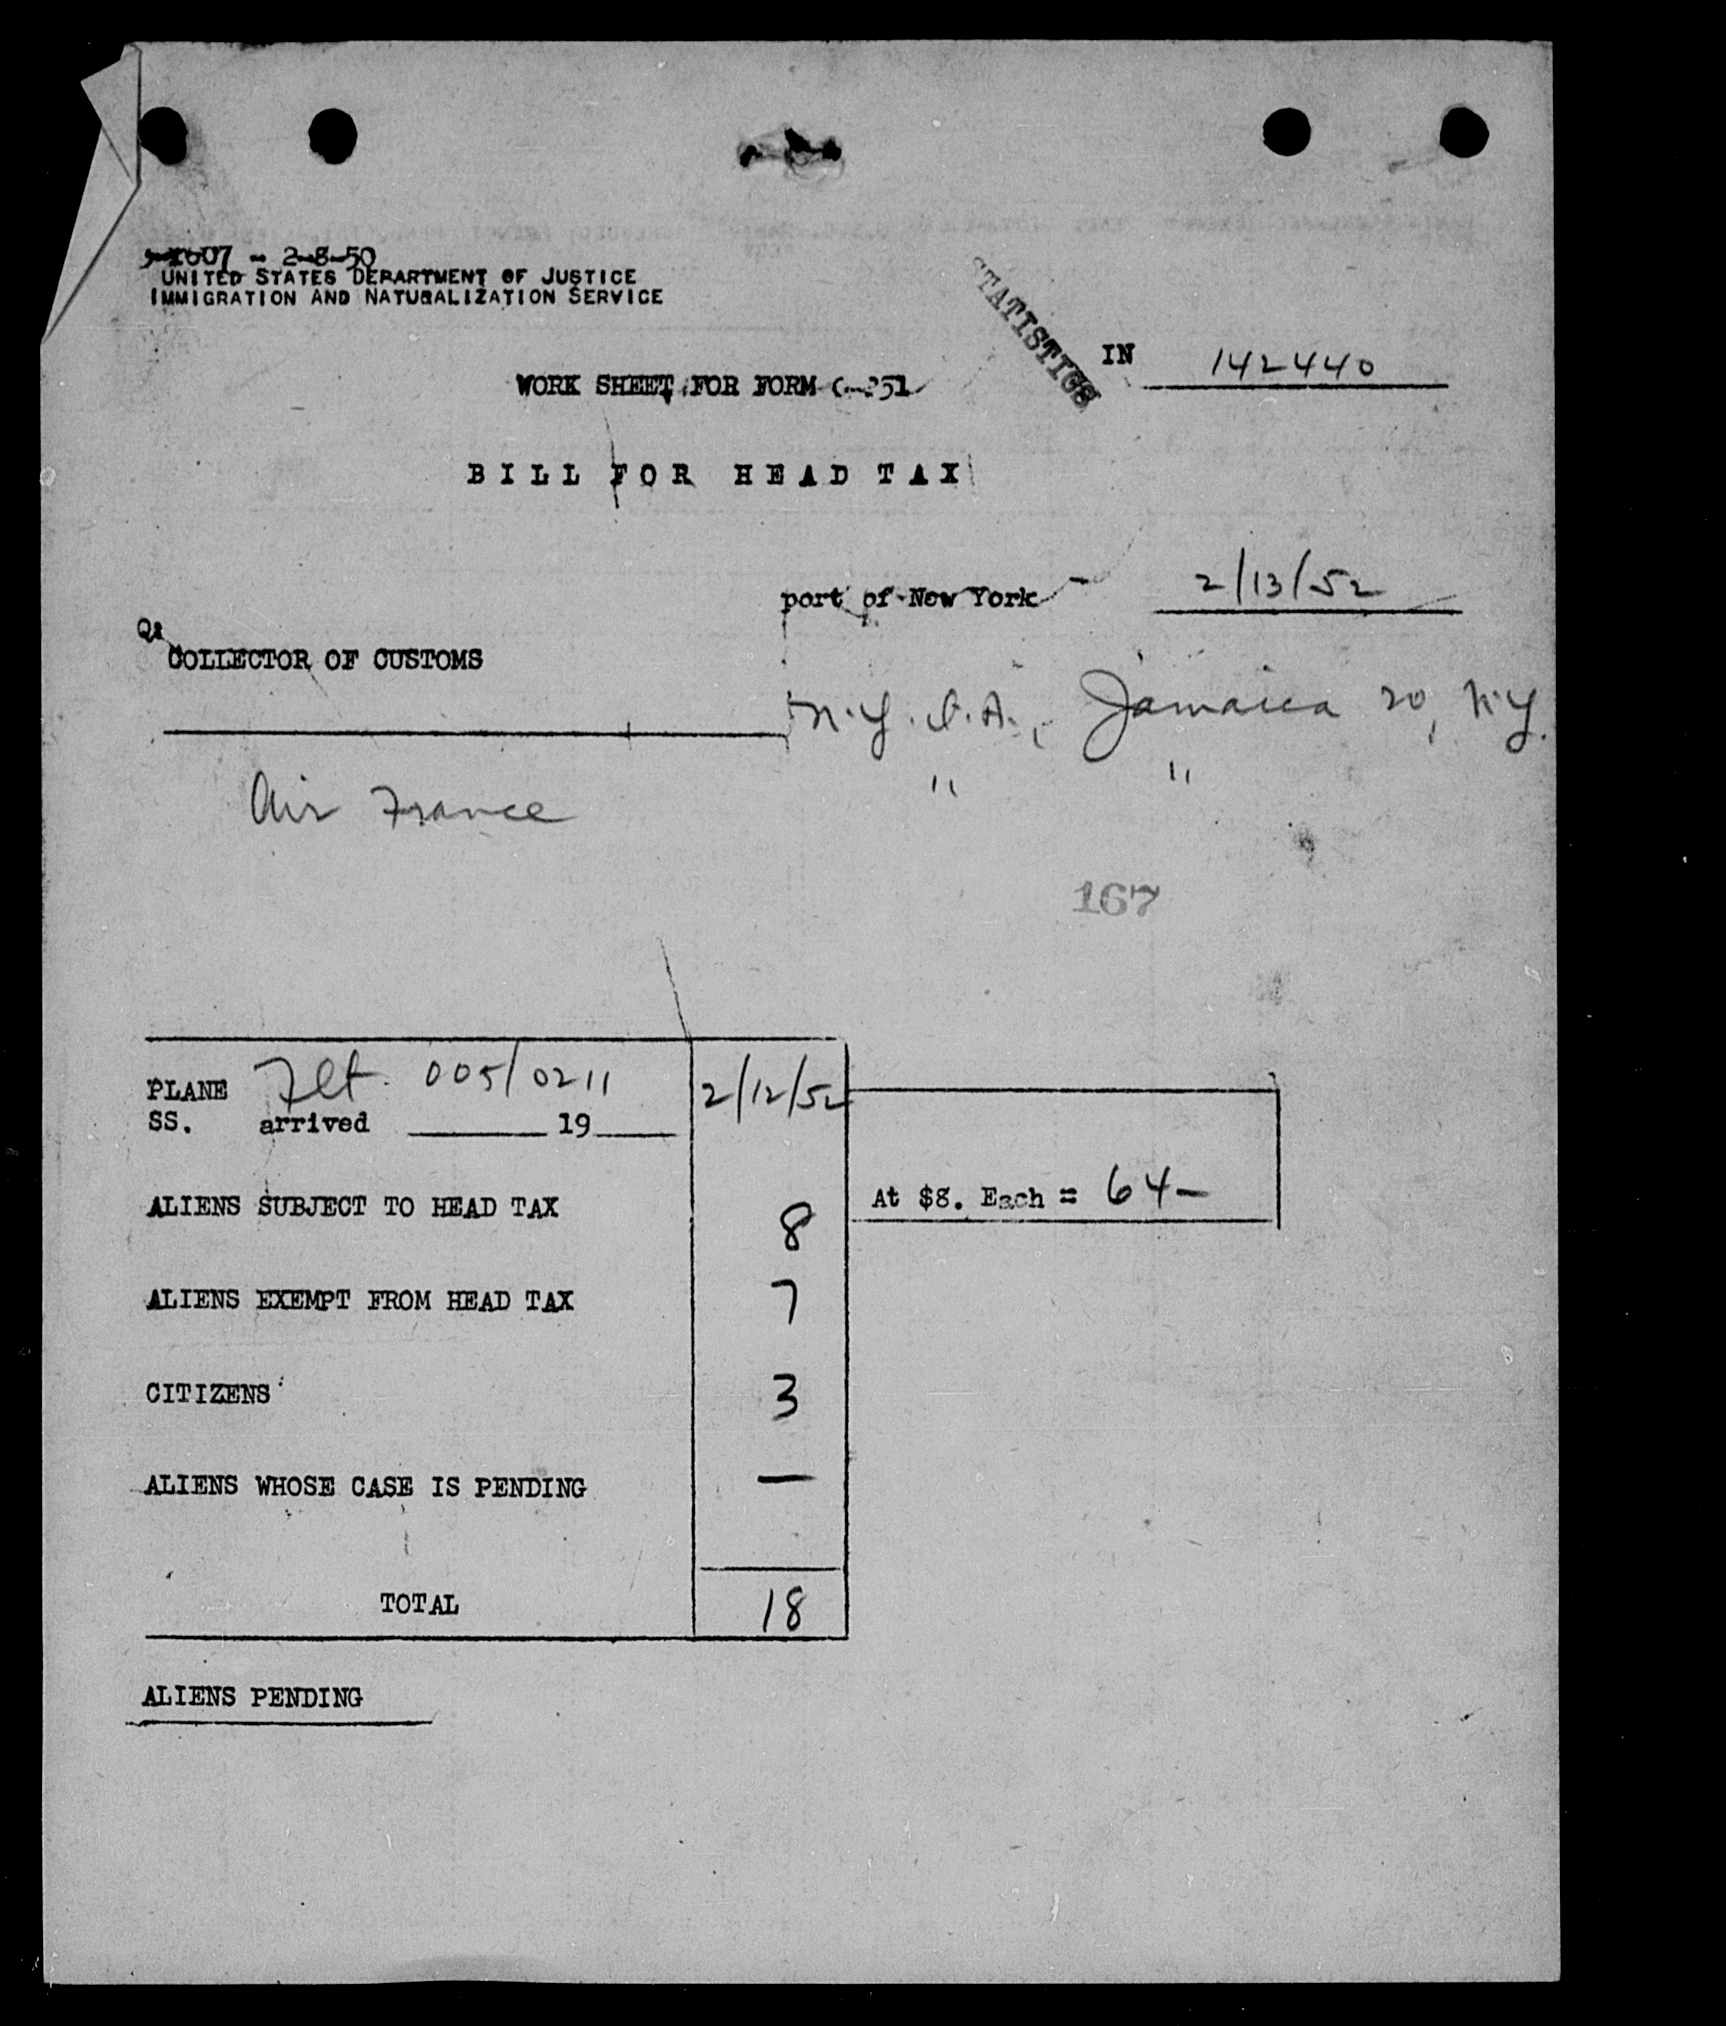 - 2-8-50
UNITED STATES DEPARTMENT OF JUSTICE
IMMIGRATION AND NATURALIZATION SERVICE
STATISTICS
IN 142440
WORK SHEET FOR FORM
BILL FOR HEAD TAX
port of New York - 2/13/52
COLLECTOR OF CUSTOMS
N.Y. I.A., Jamaica 20, N.Y.
Air France " "
167
PLANE Flt. 005/0211 2/12/52
SS. arrived 19
ALIENS SUBJECT TO HEAD TAX 8 At $8. Each = 64-
ALIENS EXEMPT FROM HEAD TAX 7
CITIZENS 3
ALIENS WHOSE CASE IS PENDING —
TOTAL 18
ALIENS PENDING